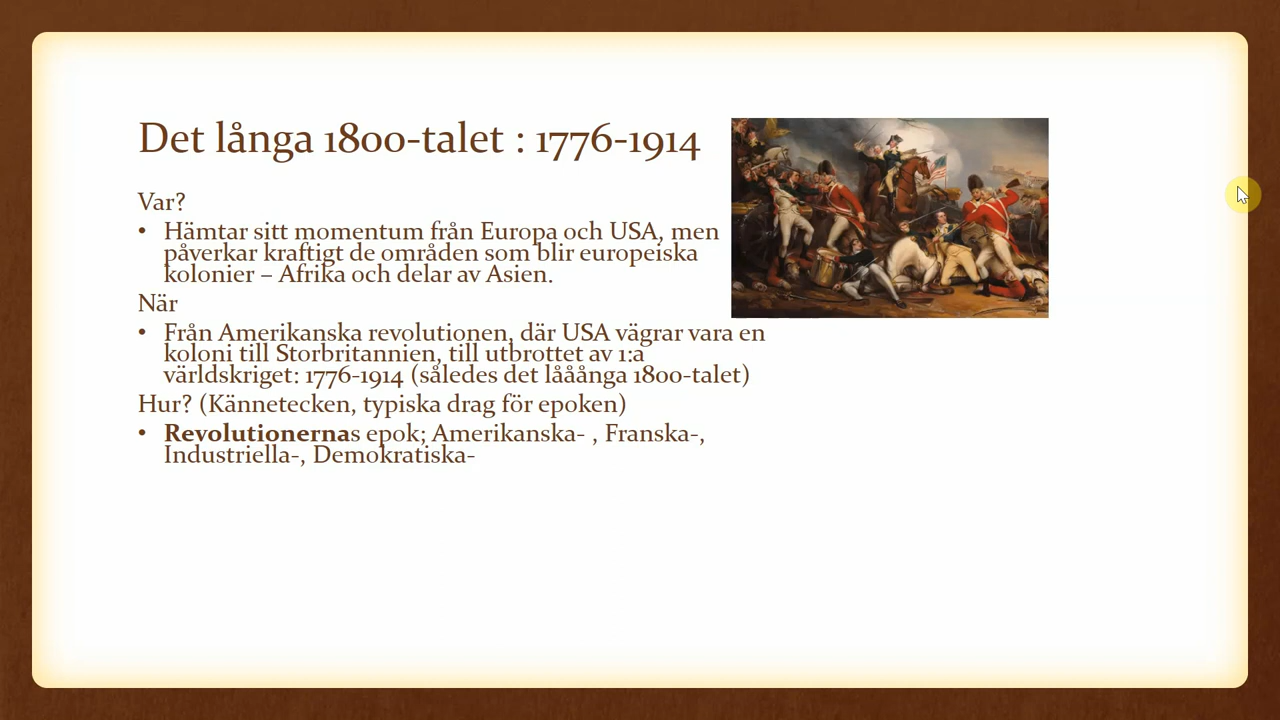 Det långa 1800-talet : 1776-1914
Var?
• Hämtar sitt momentum från Europa och USA, men
påverkar kraftigt de områden som blir europeiska
kolonier – Afrika och delar av Asien.
När
• Från Amerikanska revolutionen, där USA vägrar vara en
koloni till Storbritannien, till utbrottet av 1:a
världskriget: 1776-1914 (således det lååånga 1800-talet)
Hur? (Kännetecken, typiska drag för epoken)
• Revolutionernas epok; Amerikanska- , Franska-,
Industriella-, Demokratiska-